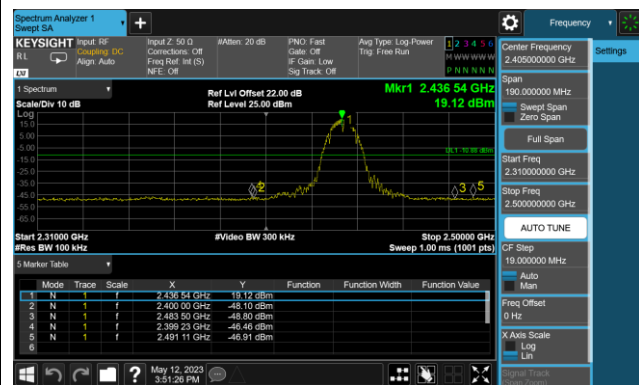 Spectrum Analyzer 1
Swept SA
Frequency
KEYSIGHT
RL
LXI
Input: RF
Coupling: DC
Align: Auto
Input Z: 50 Ω
Corrections: Off
Freq Ref: Int (S)
NFE: Off
#Atten: 20 dB
PNO: Fast
Gate: Off
IF Gain: Low
Sig Track: Off
Avg Type: Log-Power
Trig: Free Run
1 2 3 4 5 6
M W W W W W
P N N N N N
Center Frequency
2.405000000 GHz
Settings
Span
190.000000 MHz
Swept Span
Zero Span
Full Span
Start Freq
2.310000000 GHz
Stop Freq
2.500000000 GHz
AUTO TUNE
CF Step
19.000000 MHz
Auto
Man
Freq Offset
0 Hz
X Axis Scale
Log
Lin
Signal Track
(Span Zoom)
1 Spectrum
Scale/Div 10 dB
Ref Lvl Offset 22.00 dB
Ref Level 25.00 dBm
Mkr1 2.436 54 GHz
19.12 dBm
Log
15.0
5.00
-5.00
-15.0
-25.0
-35.0
-45.0
-55.0
-65.0
1
2
3
5
Start 2.31000 GHz
#Res BW 100 kHz
#Video BW 300 kHz
Stop 2.50000 GHz
Sweep 1.00 ms (1001 pts)
5 Marker Table
Mode Trace Scale X Y Function Function Width Function Value
1 N 1 f 2.436 54 GHz 19.12 dBm
2 N 1 f 2.400 00 GHz -48.10 dBm
3 N 1 f 2.483 50 GHz -48.80 dBm
4 N 1 f 2.399 23 GHz -46.46 dBm
5 N 1 f 2.491 11 GHz -46.91 dBm
6
?
May 12, 2023
3:51:26 PM